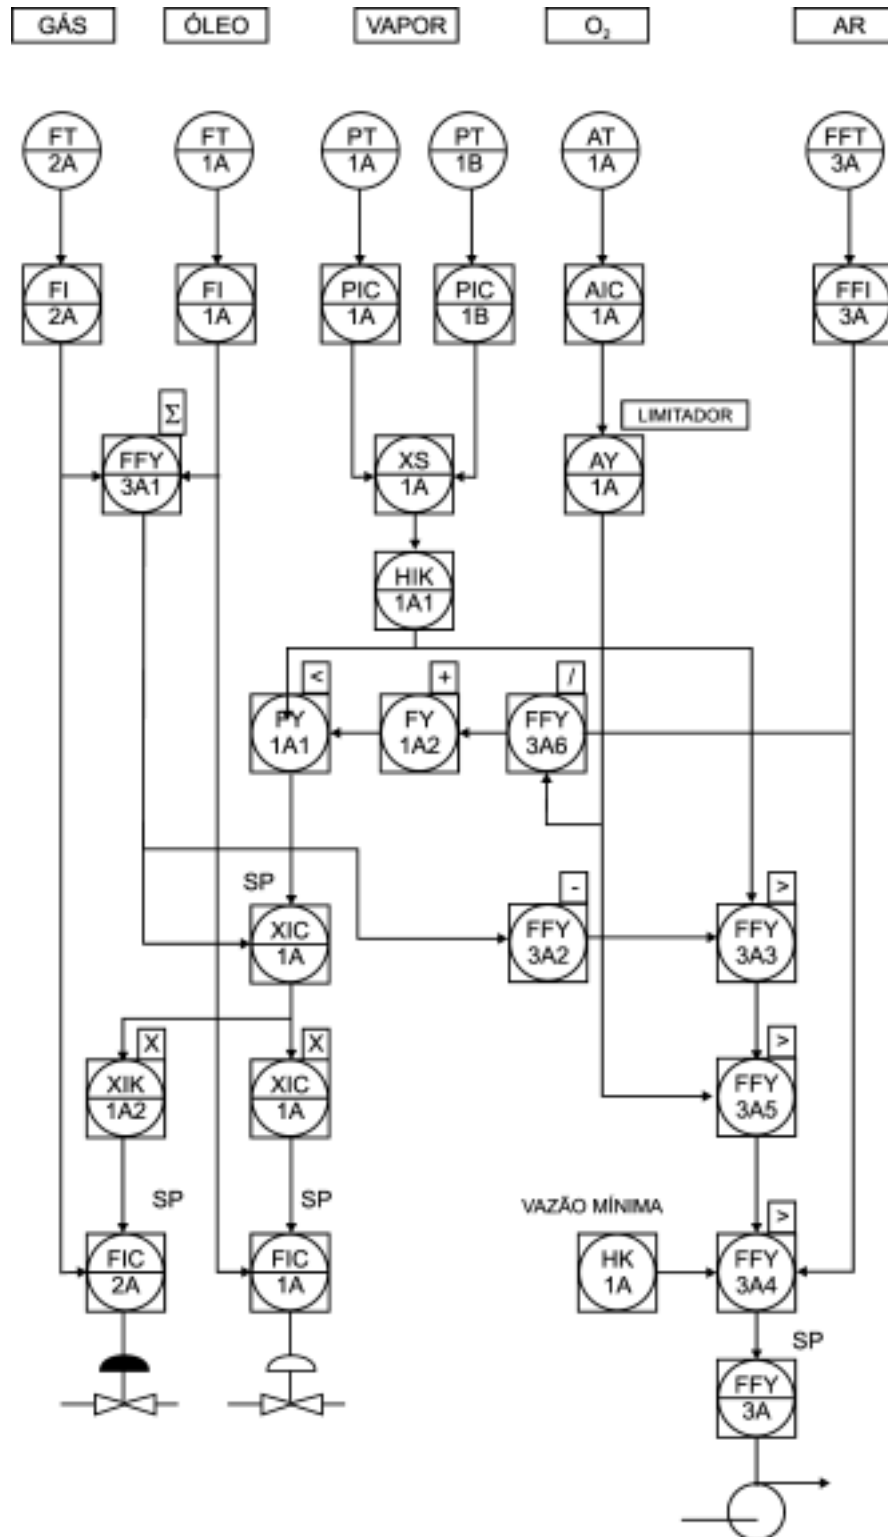 GÁS ÓLEO VAPOR O₂ AR
FT FT PT PT AT FFT
2A 1A 1A 1B 1A 3A
FI FI PIC PIC AIC FFI
2A 1A 1A 1B 1A 3A
Σ LIMITADOR
FFY XS AY
3A1 1A 1A
HIK
1A1
< + /
FY FY FFY
1A1 1A2 3A6
SP - >
XIC FFY FFY
1A 3A2 3A3
X X >
XIK XIC FFY
1A2 1A 3A5
SP SP VAZÃO MÍNIMA >
FIC FIC HK FFY
2A 1A 1A 3A4
SP
FFY
3A